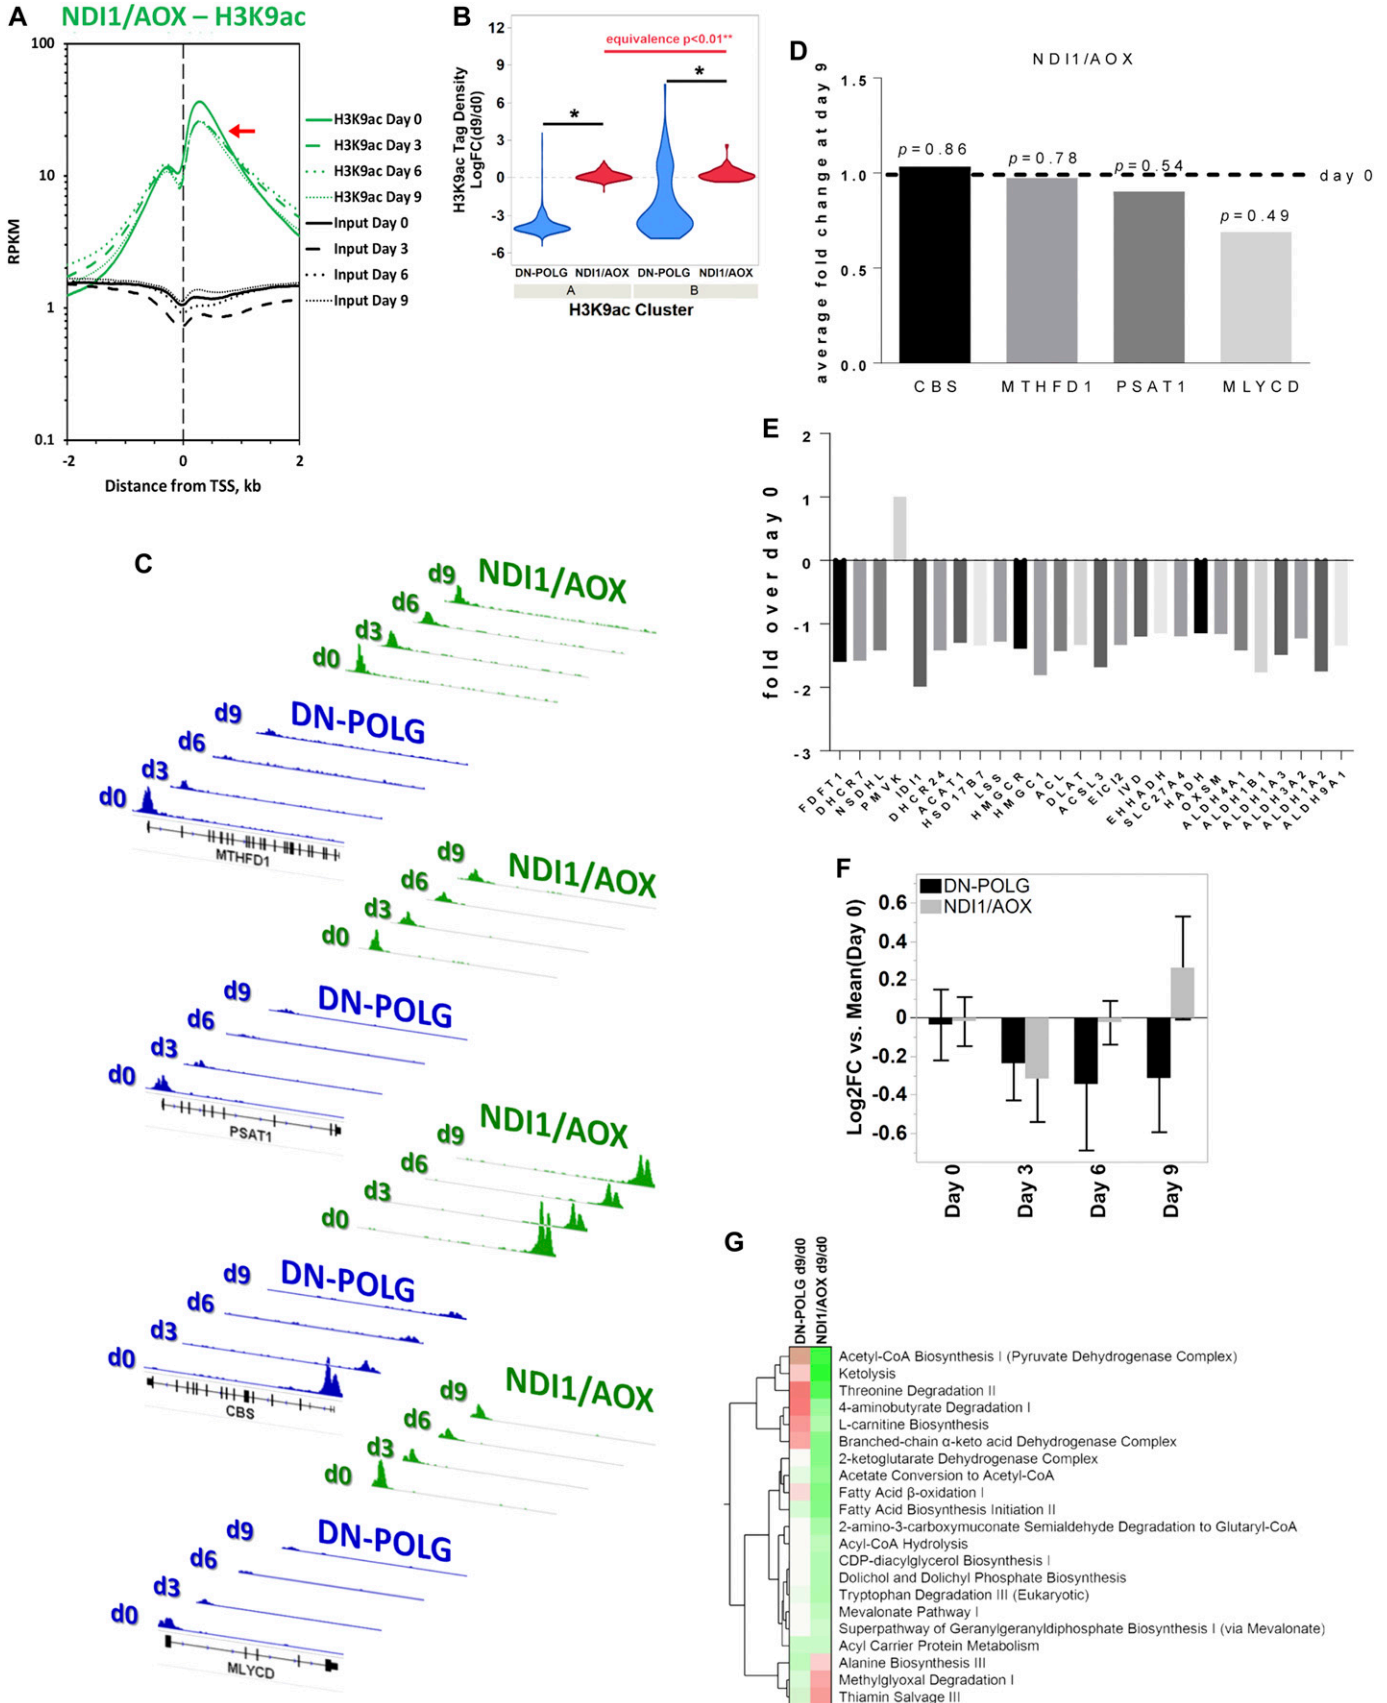 A
NDI1/AOX – H3K9ac
100
10
1
0.1
RPKM
-2
0
2
Distance from TSS, kb
H3K9ac Day 0
H3K9ac Day 3
H3K9ac Day 6
H3K9ac Day 9
Input Day 0
Input Day 3
Input Day 6
Input Day 9
B
12
9
6
3
0
-3
-6
H3K9ac Tag Density
LogFC(d9/d0)
equivalence p<0.01**
*
*
DN-POLG NDI1/AOX DN-POLG NDI1/AOX
A B
H3K9ac Cluster
C
NDI1/AOX
d9
d6
d3
d0
DN-POLG
d9
d6
d3
d0
MTHFD1
NDI1/AOX
d9
d6
d3
d0
DN-POLG
d9
d6
d3
d0
PSAT1
NDI1/AOX
d9
d6
d3
d0
DN-POLG
d9
d6
d3
d0
CBS
NDI1/AOX
d9
d6
d3
d0
DN-POLG
d9
d6
d3
d0
MLYCD
D
NDI1/AOX
average fold change at day 9
1.5
1.0
0.5
0.0
p=0.86
p=0.78
p=0.54
p=0.49
day 0
CBS MTHFD1 PSAT1 MLYCD
E
fold over day 0
2
1
0
-1
-2
-3
FDFT1
DHCR7
NSDHL
PMVK
IDI1
DHCR24
ACAT1
HSD17B7
LSS
HMGCR
HMGC1
ACL
DLAT
ACSL3
EIC2
IVD
EHHADH
SLC27A4
HADH
OXSM
ALDH4A1
ALDH1B1
ALDH1A3
ALDH3A2
ALDH1A2
ALDH9A1
F
DN-POLG
NDI1/AOX
Log2FC vs. Mean(Day 0)
0.6
0.4
0.2
0
-0.2
-0.4
-0.6
Day 0
Day 3
Day 6
Day 9
G
DN-POLG d9/d0
NDI1/AOX d9/d0
Acetyl-CoA Biosynthesis I (Pyruvate Dehydrogenase Complex)
Ketolysis
Threonine Degradation II
4-aminobutyrate Degradation I
L-carnitine Biosynthesis
Branched-chain α-keto acid Dehydrogenase Complex
2-ketoglutarate Dehydrogenase Complex
Acetate Conversion to Acetyl-CoA
Fatty Acid β-oxidation I
Fatty Acid Biosynthesis Initiation II
2-amino-3-carboxymuconate Semialdehyde Degradation to Glutaryl-CoA
Acyl-CoA Hydrolysis
CDP-diacylglycerol Biosynthesis I
Dolichol and Dolichyl Phosphate Biosynthesis
Tryptophan Degradation III (Eukaryotic)
Mevalonate Pathway I
Superpathway of Geranylgeranyldiphosphate Biosynthesis I (via Mevalonate)
Acyl Carrier Protein Metabolism
Alanine Biosynthesis III
Methylglyoxal Degradation I
Thiamin Salvage III